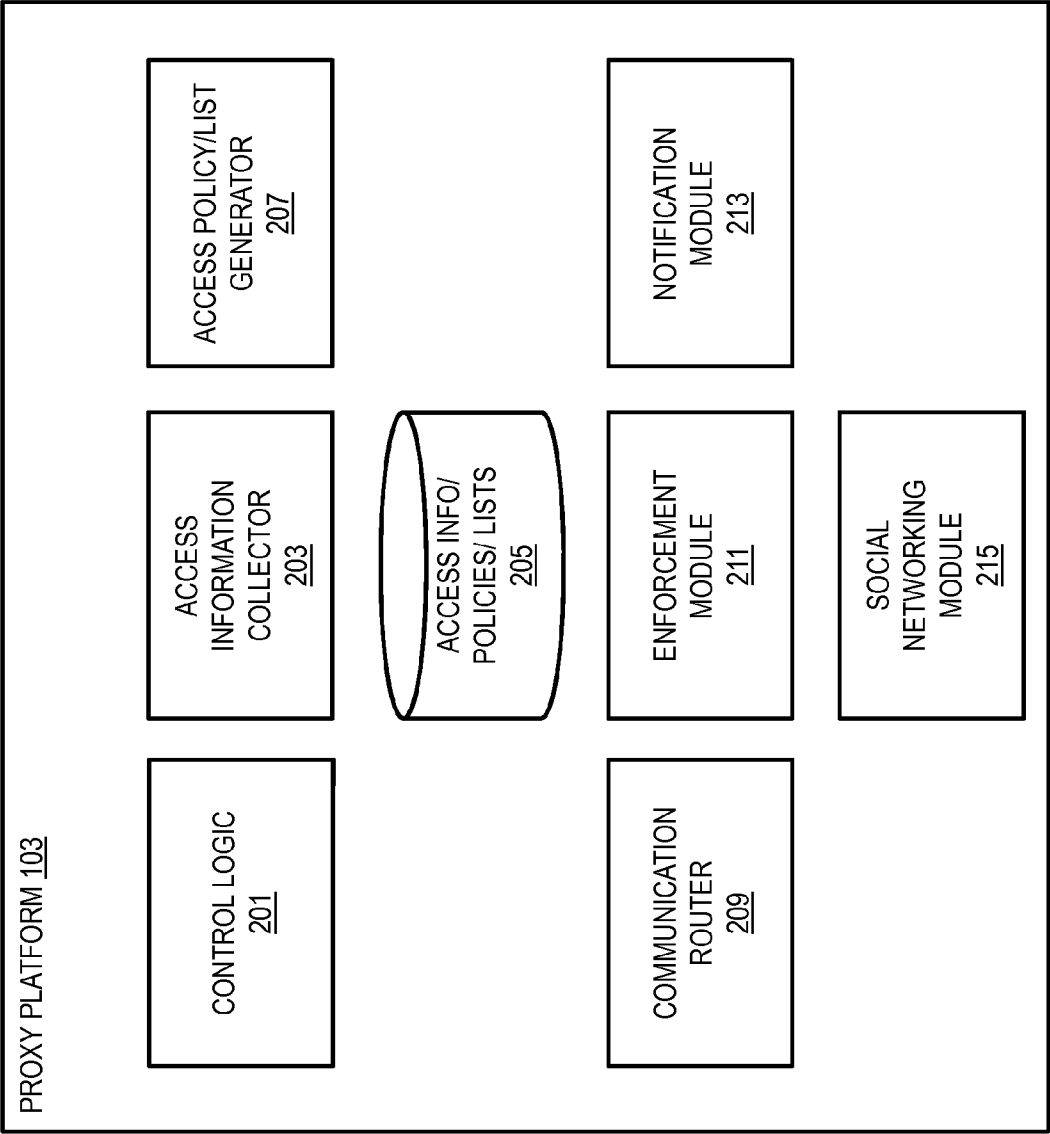 PROXY PLATFORM 103
CONTROL LOGIC
201
ACCESS
INFORMATION
COLLECTOR
203
ACCESS POLICY/LIST
GENERATOR
207
ACCESS INFO/
POLICIES/ LISTS
205
COMMUNICATION
ROUTER
209
ENFORCEMENT
MODULE
211
NOTIFICATION
MODULE
213
SOCIAL
NETWORKING
MODULE
215